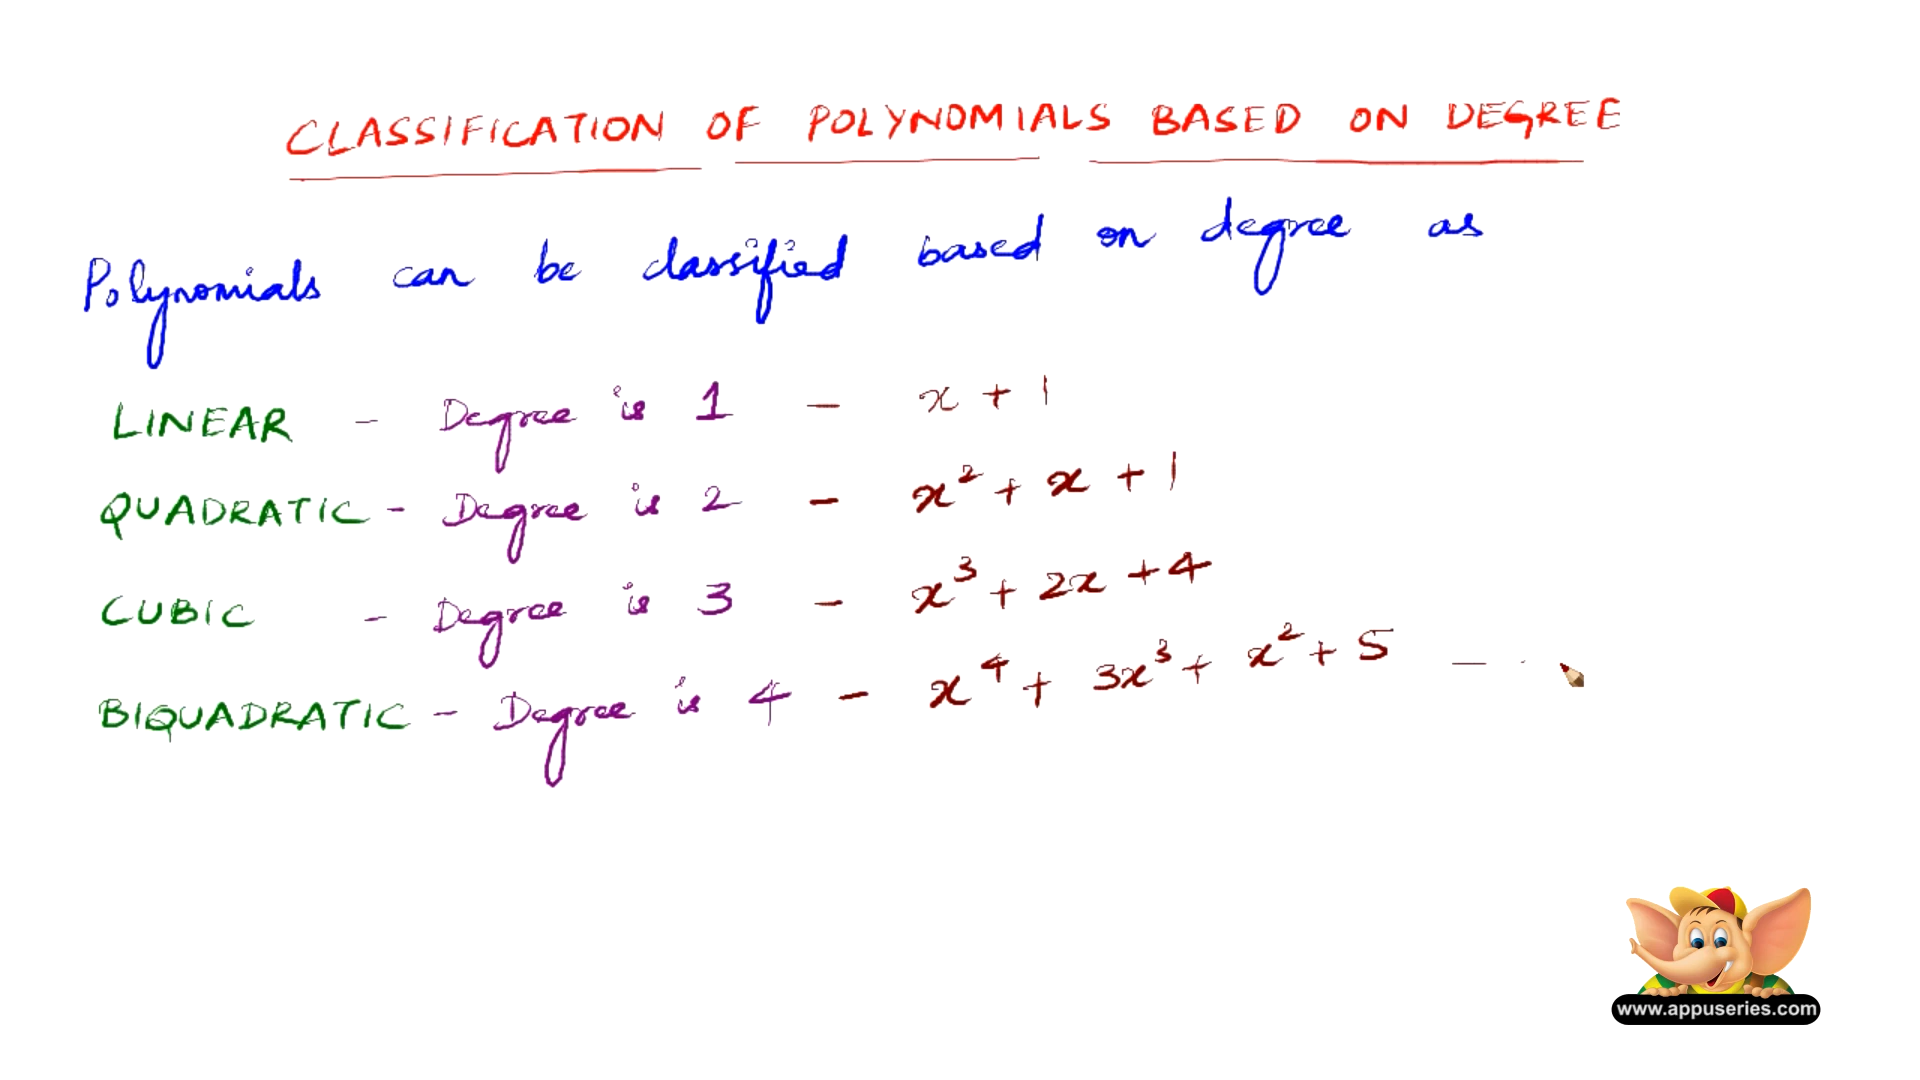 CLASSIFICATION OF POLYNOMIALS BASED ON DEGREE
Polynomials can be classified based on degree as
LINEAR - Degree is 1 - x + 1
QUADRATIC - Degree is 2 - x² + x + 1
CUBIC - Degree is 3 - x³ + 2x + 4
BIQUADRATIC - Degree is 4 - x⁴ + 3x³ + x² + 5 -
www.appuseries.com